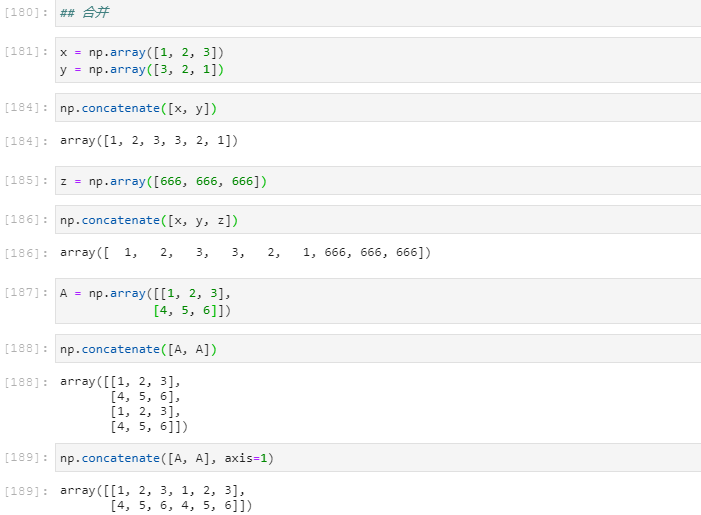 [180]: ## 合并
[181]: x = np.array([1, 2, 3])
y = np.array([3, 2, 1])
[184]: np.concatenate([x, y])
[184]: array([1, 2, 3, 3, 2, 1])
[185]: z = np.array([666, 666, 666])
[186]: np.concatenate([x, y, z])
[186]: array([  1,   2,   3,   3,   2,   1, 666, 666, 666])
[187]: A = np.array([[1, 2, 3],
             [4, 5, 6]])
[188]: np.concatenate([A, A])
[188]: array([[1, 2, 3],
       [4, 5, 6],
       [1, 2, 3],
       [4, 5, 6]])
[189]: np.concatenate([A, A], axis=1)
[189]: array([[1, 2, 3, 1, 2, 3],
       [4, 5, 6, 4, 5, 6]])